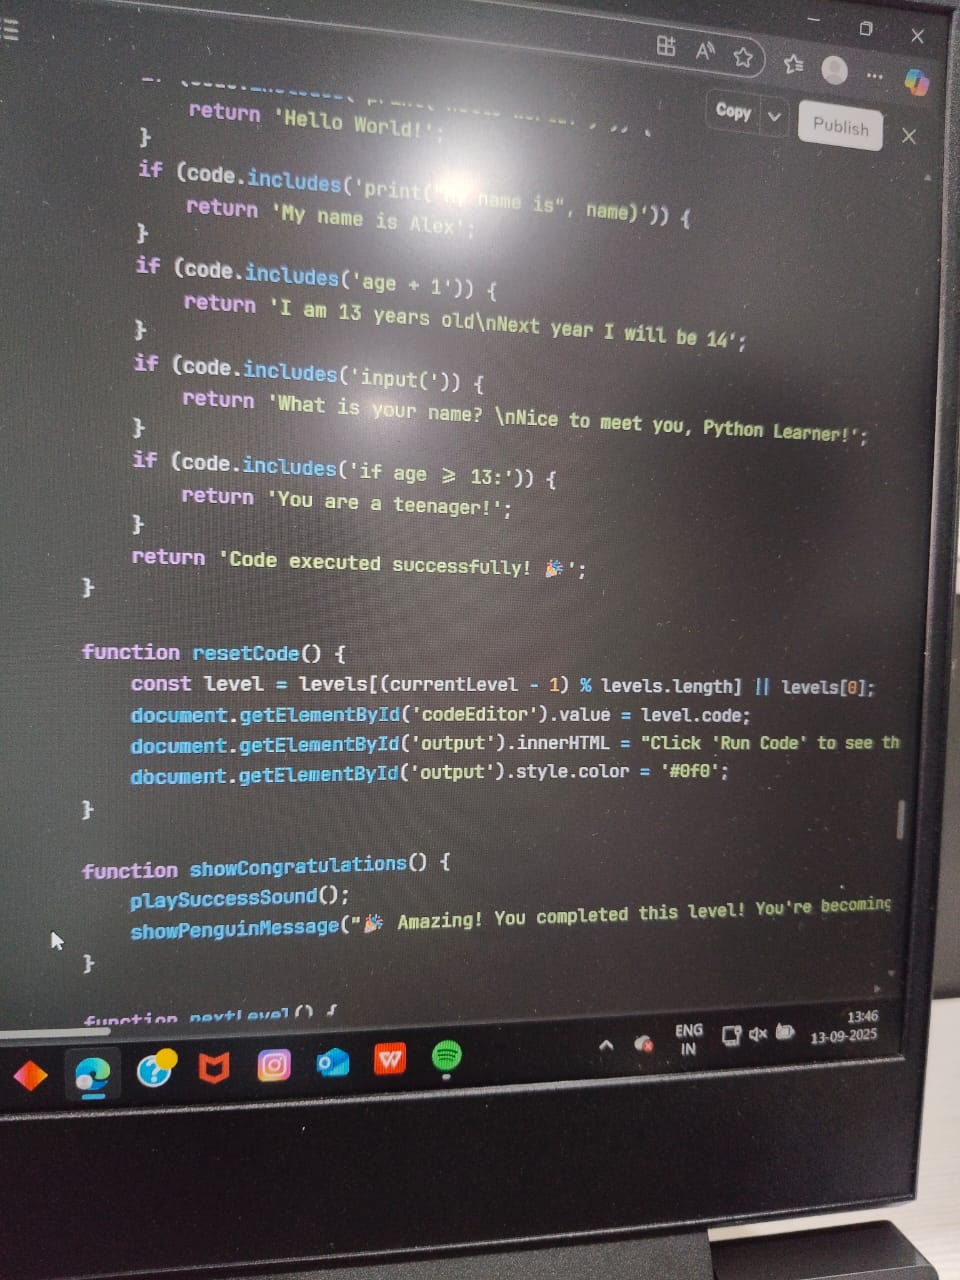 Copy
Publish
return 'Hello World!';
}
if (code.includes('print("My name is", name)')) {
return 'My name is Alex';
}
if (code.includes('age + 1')) {
return 'I am 13 years old\nNext year I will be 14';
}
if (code.includes('input(')) {
return 'What is your name? \nNice to meet you, Python Learner!';
}
if (code.includes('if age ⩾ 13:')) {
return 'You are a teenager!';
}
return 'Code executed successfully! 🎉';
}
function resetCode() {
const level = levels[(currentLevel - 1) % levels.length] || levels[0];
document.getElementById('codeEditor').value = level.code;
document.getElementById('output').innerHTML = "Click 'Run Code' to see th
document.getElementById('output').style.color = '#0f0';
}
function showCongratulations() {
playSuccessSound();
showPenguinMessage("🎉 Amazing! You completed this level! You're becoming
}
function nextLevel() {
ENG
IN
13:46
13-09-2025